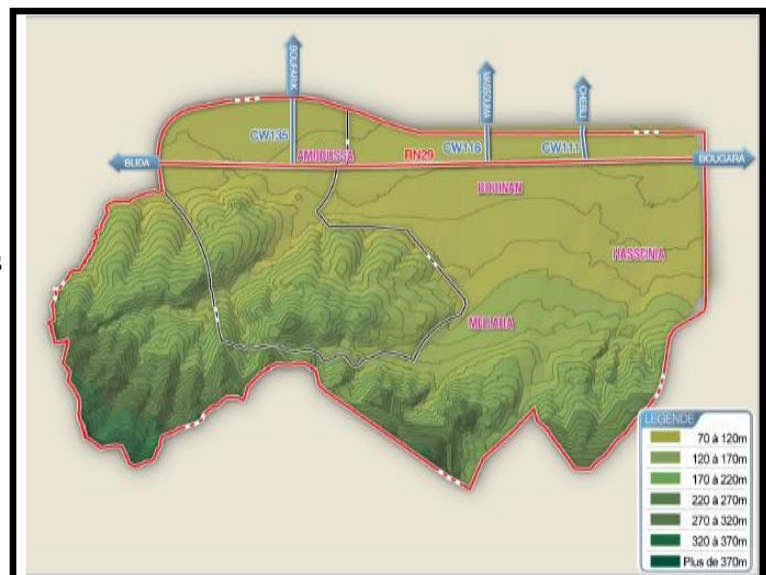 BOUFARIK
MASSOUMA
CHEBLI
CW135
CW116
CW111
RN29
BLIDA
BOUGARA
BOUINAN
HASSEINIA
LEGENDE
70 à 120m
120 à 170m
170 à 220m
220 à 270m
270 à 320m
320 à 370m
Plus de 370m